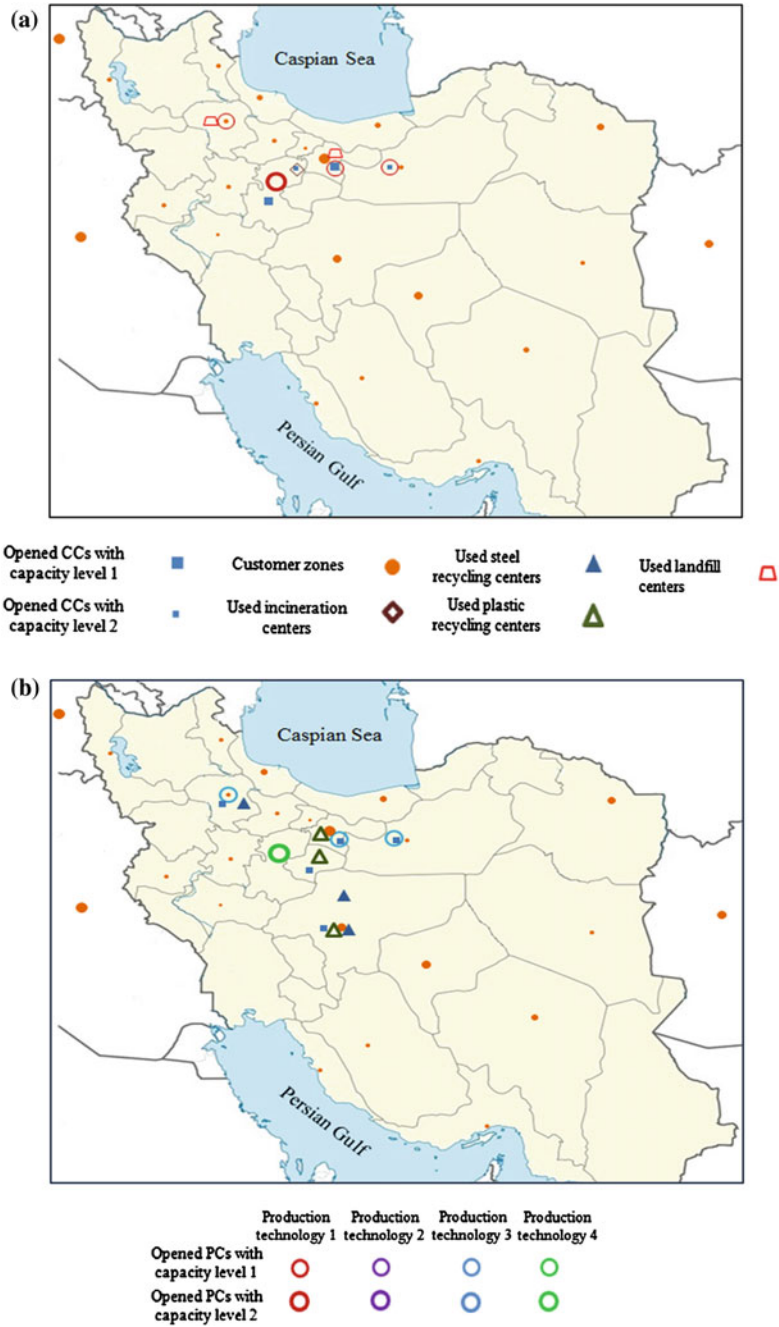 (a)
Caspian Sea
Persian Gulf
Opened CCs with
capacity level 1
Customer zones
Used steel
recycling centers
Used landfill
centers
Opened CCs with
capacity level 2
Used incineration
centers
Used plastic
recycling centers
(b)
Caspian Sea
Persian Gulf
Production
technology 1
Production
technology 2
Production
technology 3
Production
technology 4
Opened PCs with
capacity level 1
Opened PCs with
capacity level 2